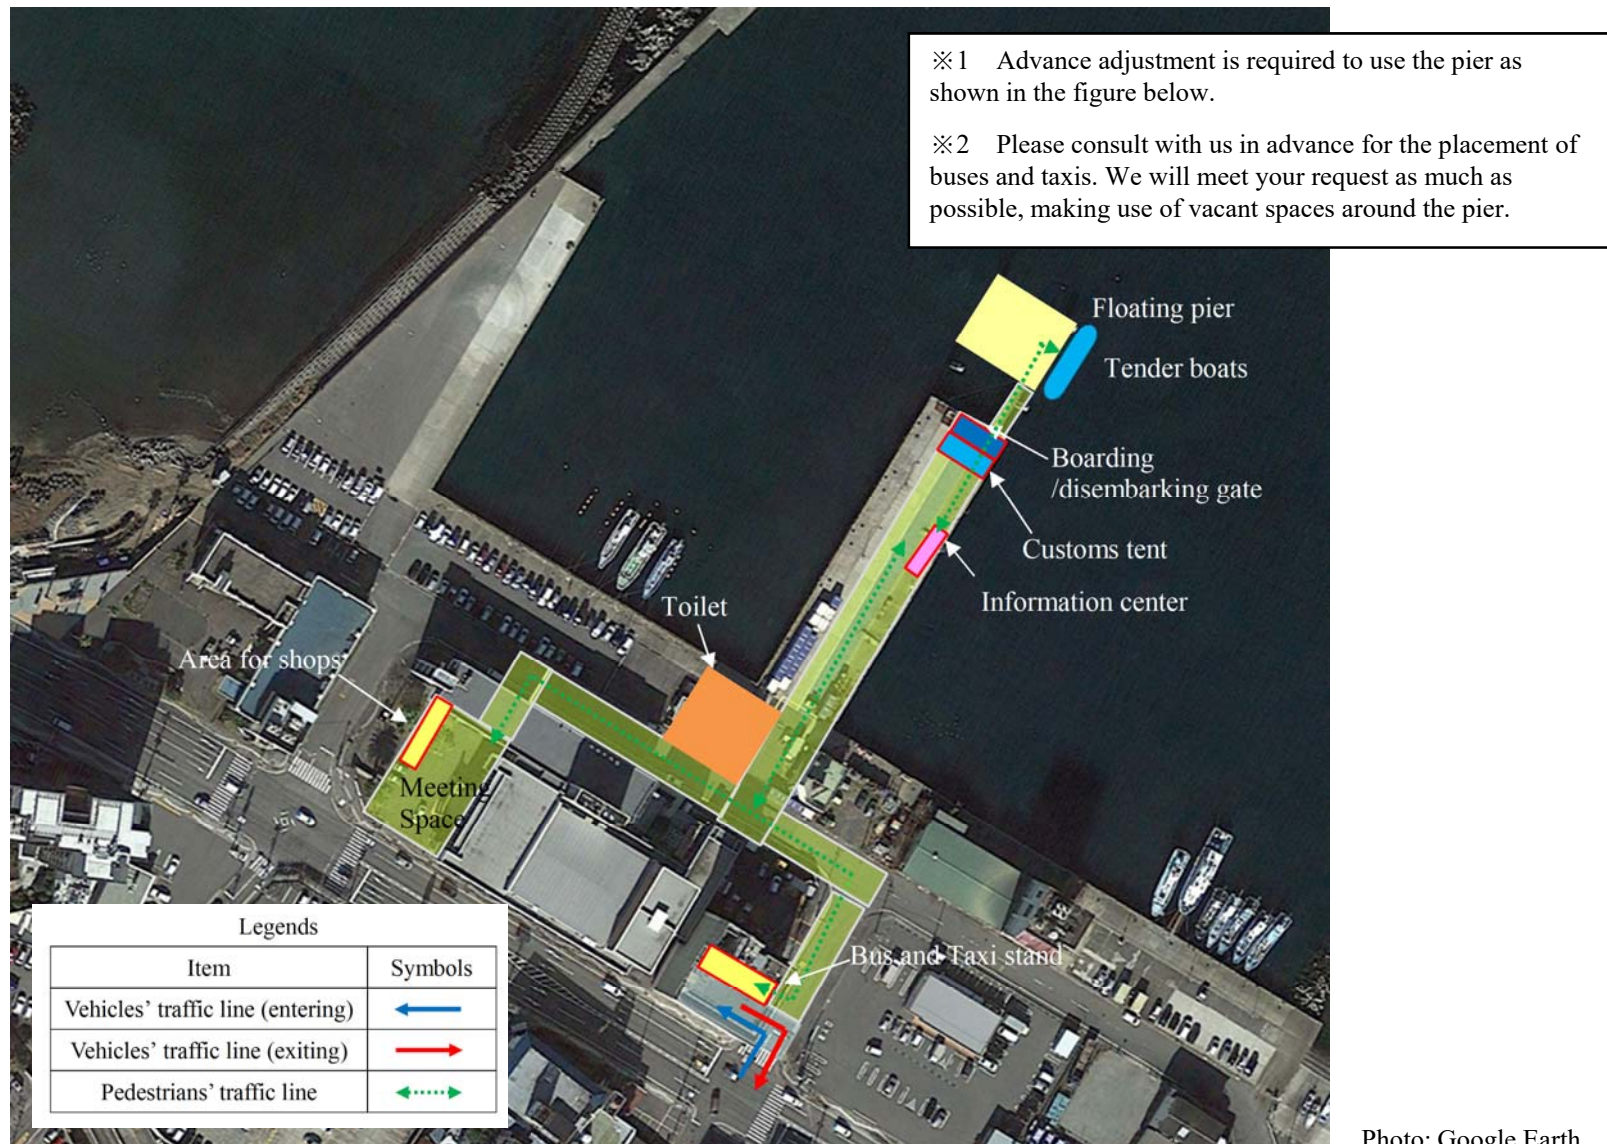 ※1 Advance adjustment is required to use the pier as
shown in the figure below.
※2 Please consult with us in advance for the placement of
buses and taxis. We will meet your request as much as
possible, making use of vacant spaces around the pier.
Floating pier
Tender boats
Boarding
/disembarking gate
Customs tent
Information center
Toilet
Area for shops
Meeting
Space
Bus and Taxi stand
Legends
Item Symbols
Vehicles’ traffic line (entering)
Vehicles’ traffic line (exiting)
Pedestrians’ traffic line
Photo: Google Earth